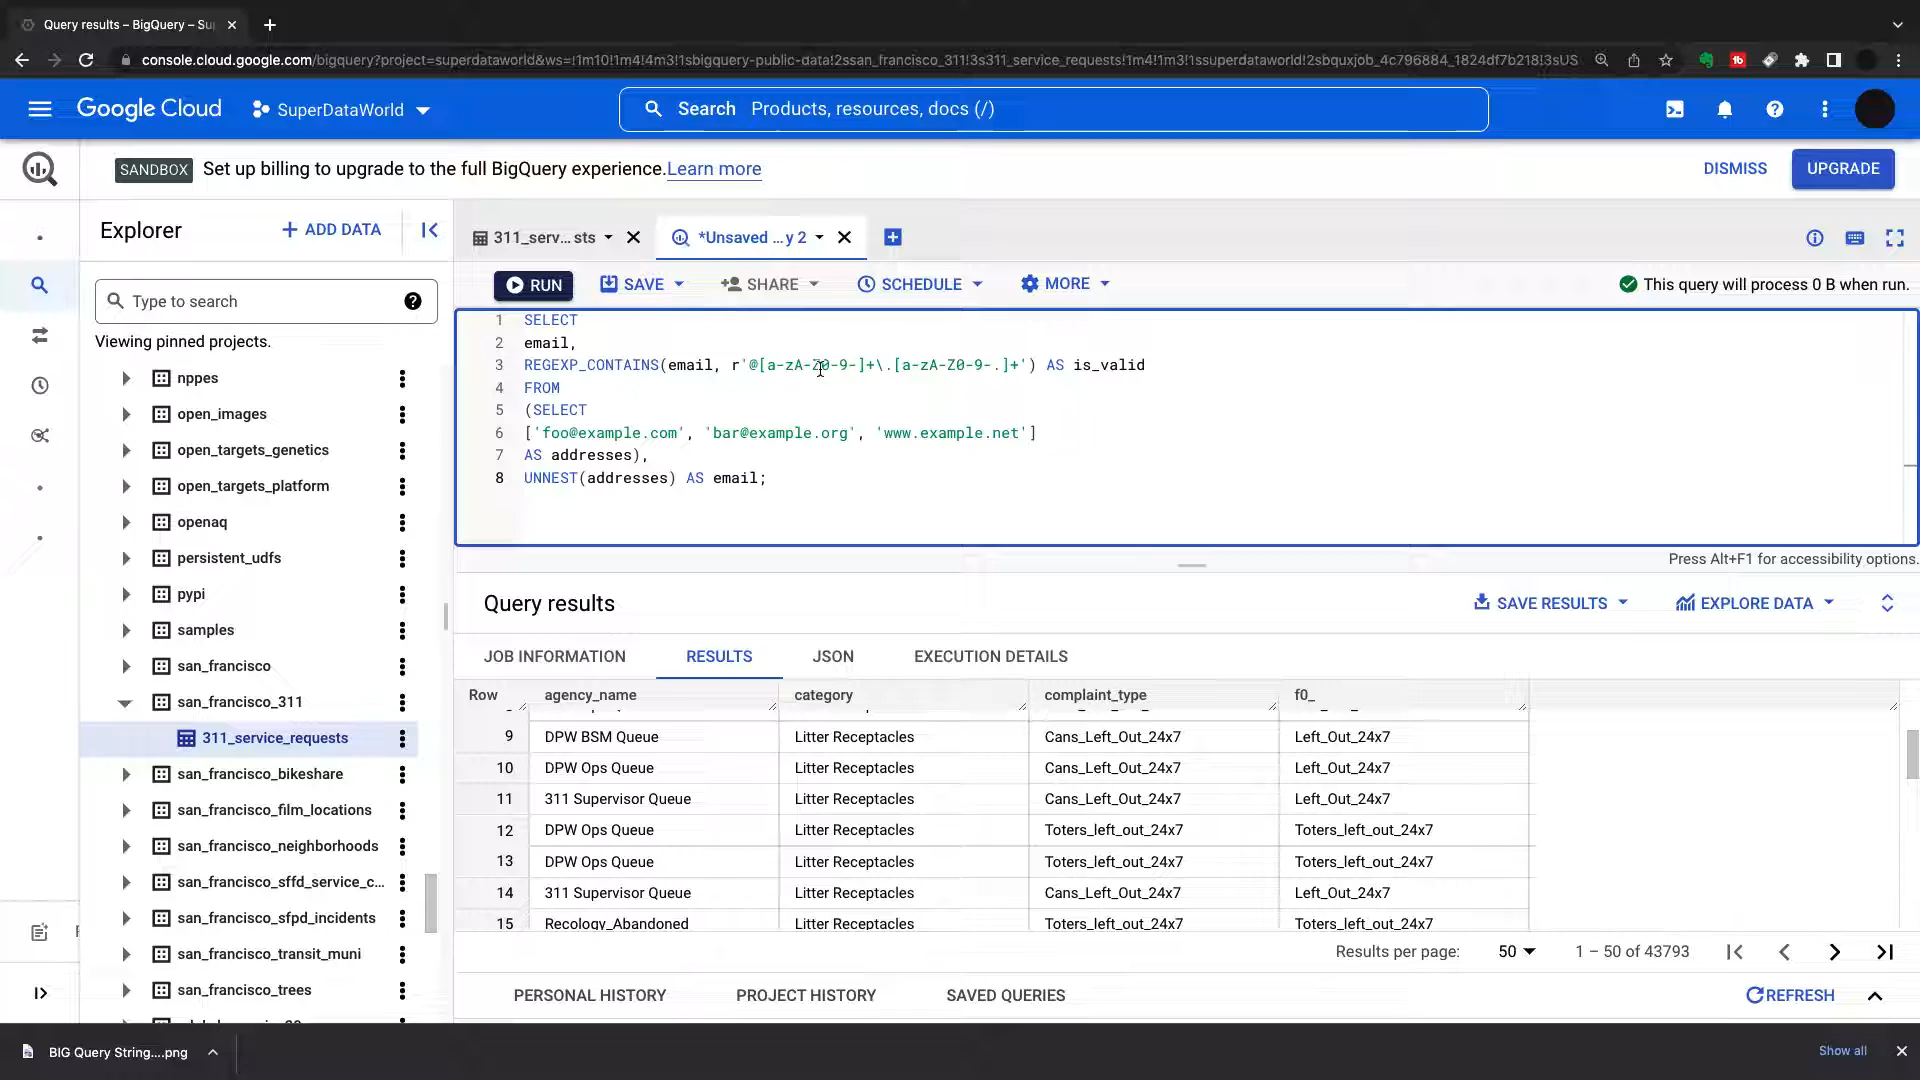 Query results – BigQuery – Su
console.cloud.google.com/bigquery?project=superdataworld&ws=!1m10!1m4!4m3!1sbigquery-public-data!2ssan_francisco_311!3s311_service_requests!1m4!1m3!1ssuperdataworld!2sbquxjob_4c796884_1824df7b218!3sUS
Google Cloud
SuperDataWorld
Search Products, resources, docs (/)
SANDBOX Set up billing to upgrade to the full BigQuery experience. Learn more
DISMISS
UPGRADE
Explorer
+ ADD DATA
311_serv... sts
*Unsaved ...y 2
RUN
SAVE
SHARE
SCHEDULE
MORE
This query will process 0 B when run.
Type to search
Viewing pinned projects.
nppes
open_images
open_targets_genetics
open_targets_platform
openaq
persistent_udfs
pypi
samples
san_francisco
san_francisco_311
311_service_requests
san_francisco_bikeshare
san_francisco_film_locations
san_francisco_neighborhoods
san_francisco_sffd_service_c...
san_francisco_sfpd_incidents
san_francisco_transit_muni
san_francisco_trees
1 SELECT
2 email,
3 REGEXP_CONTAINS(email, r'@[a-zA-Z0-9-]+\.[a-zA-Z0-9-.]+') AS is_valid
4 FROM
5 (SELECT
6 ['foo@example.com', 'bar@example.org', 'www.example.net']
7 AS addresses),
8 UNNEST(addresses) AS email;
Press Alt+F1 for accessibility options.
Query results
SAVE RESULTS
EXPLORE DATA
JOB INFORMATION
RESULTS
JSON
EXECUTION DETAILS
Row agency_name category complaint_type f0_
9 DPW BSM Queue Litter Receptacles Cans_Left_Out_24x7 Left_Out_24x7
10 DPW Ops Queue Litter Receptacles Cans_Left_Out_24x7 Left_Out_24x7
11 311 Supervisor Queue Litter Receptacles Cans_Left_Out_24x7 Left_Out_24x7
12 DPW Ops Queue Litter Receptacles Toters_left_out_24x7 Toters_left_out_24x7
13 DPW Ops Queue Litter Receptacles Toters_left_out_24x7 Toters_left_out_24x7
14 311 Supervisor Queue Litter Receptacles Cans_Left_Out_24x7 Left_Out_24x7
15 Recology_Abandoned Litter Receptacles Toters_left_out_24x7 Toters_left_out_24x7
Results per page: 50 1 – 50 of 43793
PERSONAL HISTORY
PROJECT HISTORY
SAVED QUERIES
REFRESH
BIG Query String....png
Show all